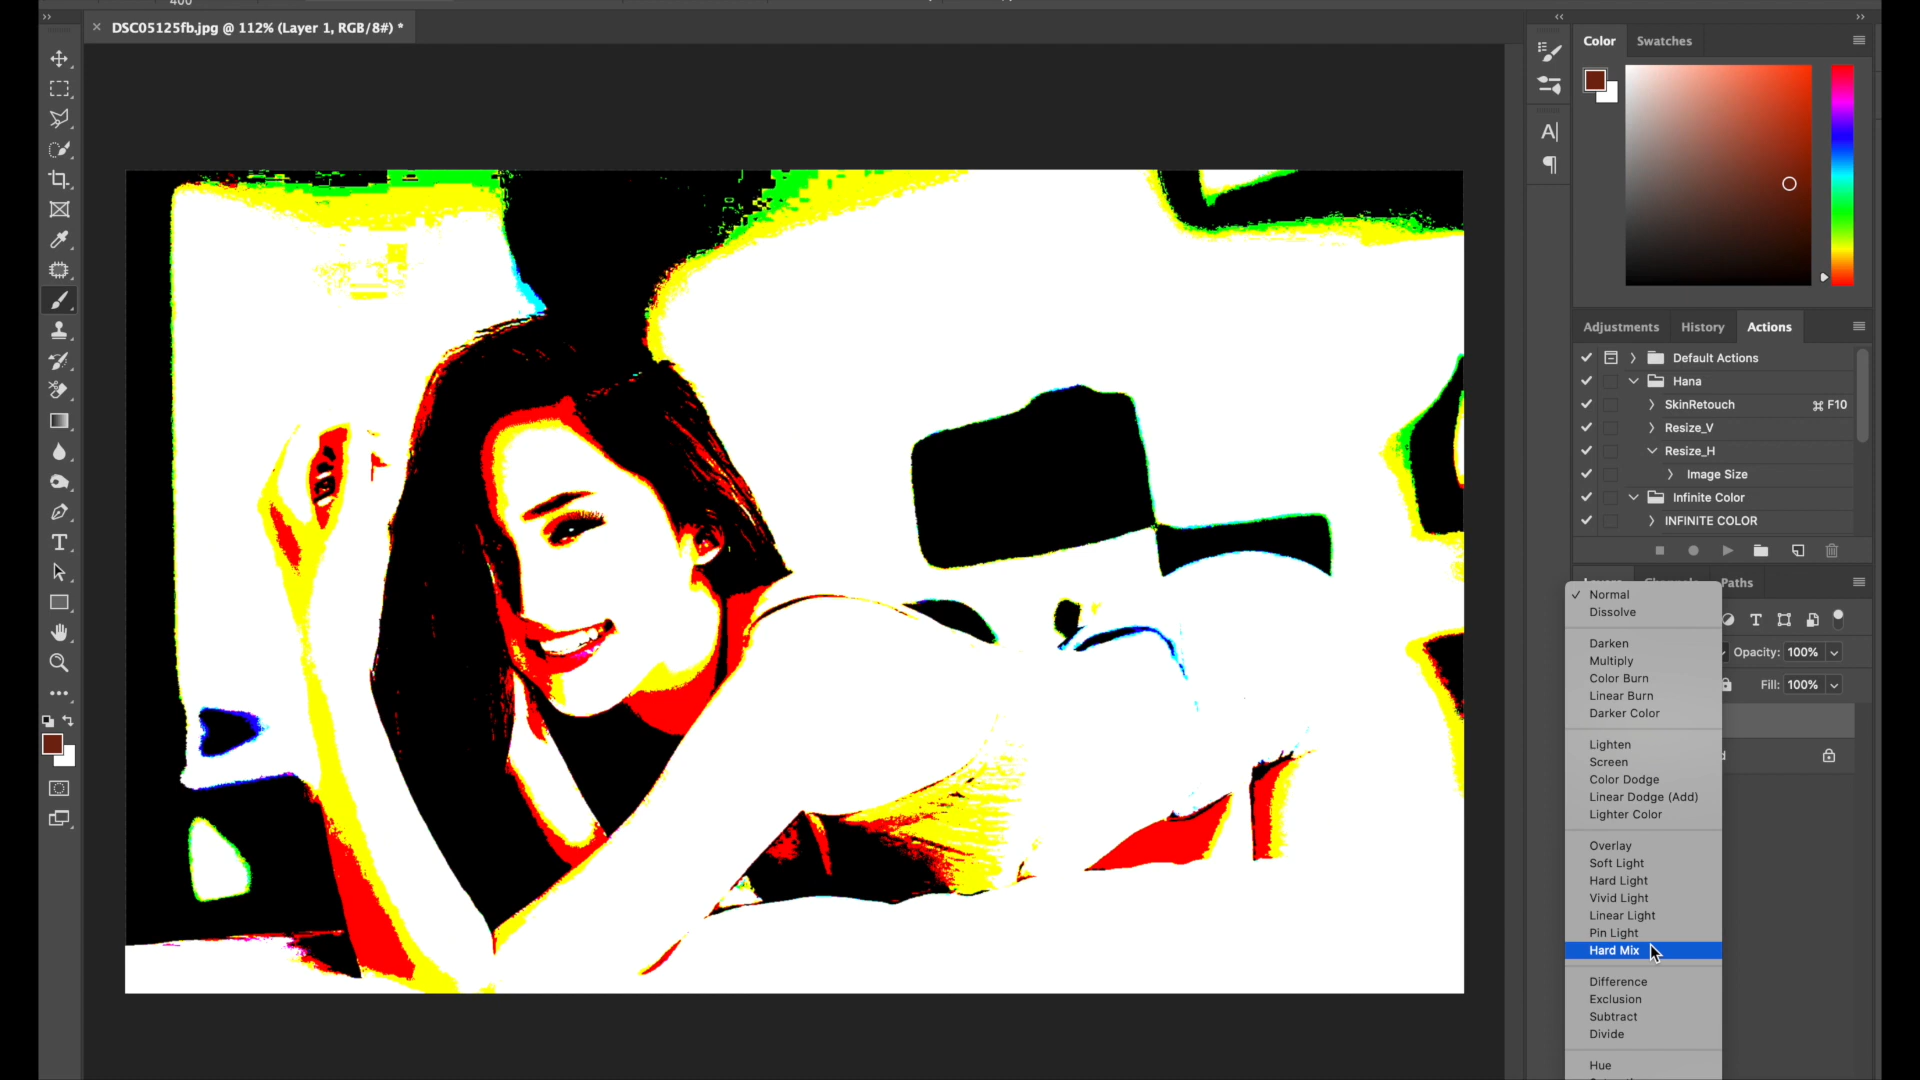 400
DSC05125fb.jpg @ 112% (Layer 1, RGB/8#) *
Color
Swatches
Adjustments
History
Actions
Default Actions
Hana
SkinRetouch
⌘ F10
Resize_V
Resize_H
Image Size
Infinite Color
INFINITE COLOR
Paths
Normal
Dissolve
Opacity: 100%
Fill: 100%
Darken
Multiply
Color Burn
Linear Burn
Darker Color
Lighten
Screen
Color Dodge
Linear Dodge (Add)
Lighter Color
Overlay
Soft Light
Hard Light
Vivid Light
Linear Light
Pin Light
Hard Mix
Difference
Exclusion
Subtract
Divide
Hue